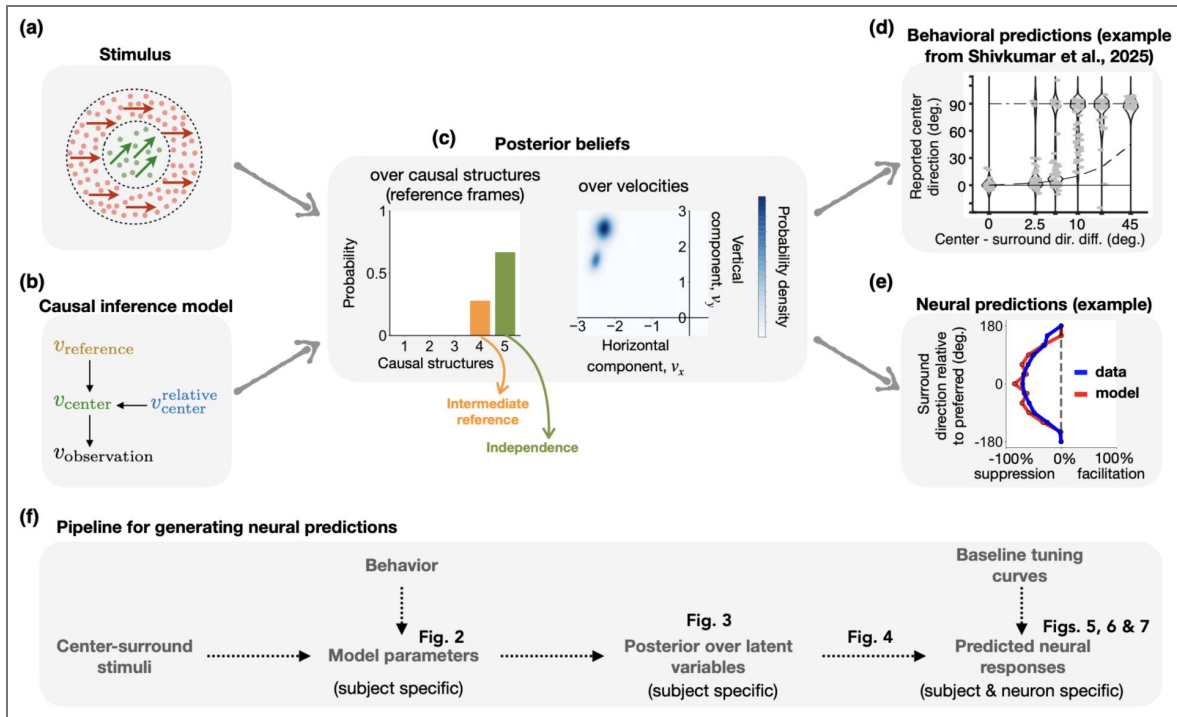 (a)
Stimulus
(b)
Causal inference model
v_reference
v_center
v_center^relative
v_observation
(c)
Posterior beliefs
over causal structures
(reference frames)
Probability
1
0.5
0
1 2 3 4 5
Causal structures
Intermediate
reference
Independence
over velocities
3
2
1
0
−3 −2 −1 0
Horizontal
component, v_x
Vertical
component, v_y
Probability density
(d)
Behavioral predictions (example
from Shivkumar et al., 2025)
Reported center
direction (deg.)
90
60
30
0
0 2.5 10 45
Center - surround dir. diff. (deg.)
(e)
Neural predictions (example)
Surround
direction relative
to preferred (deg.)
180
0
-180
data
model
-100% 0% 100%
suppression facilitation
(f)
Pipeline for generating neural predictions
Center-surround
stimuli
Behavior
Fig. 2
Model parameters
(subject specific)
Fig. 3
Posterior over latent
variables
(subject specific)
Fig. 4
Baseline tuning
curves
Figs. 5, 6 & 7
Predicted neural
responses
(subject & neuron specific)